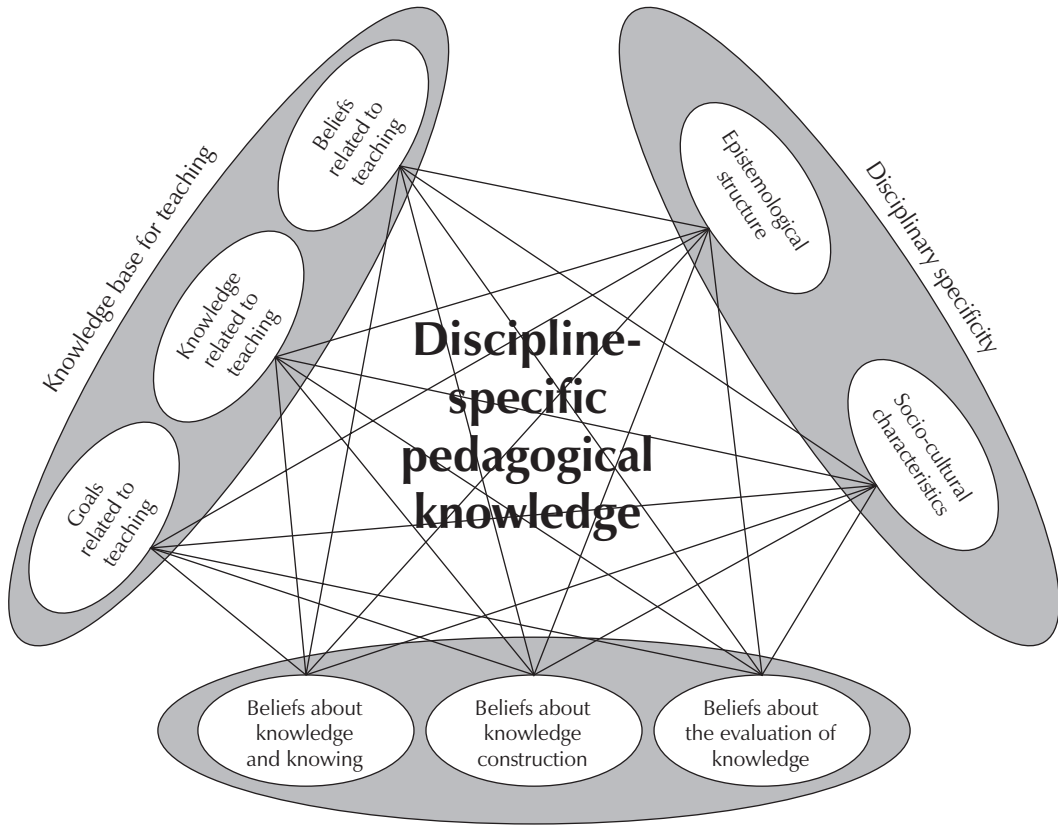 Knowledge base for teaching
Beliefs
related to
teaching
Knowledge
related to
teaching
Goals
related to
teaching
Disciplinary specificity
Epistemological
structure
Socio-cultural
characteristics
Discipline-
specific
pedagogical
knowledge
Beliefs about
knowledge
and knowing
Beliefs about
knowledge
construction
Beliefs about
the evaluation of
knowledge